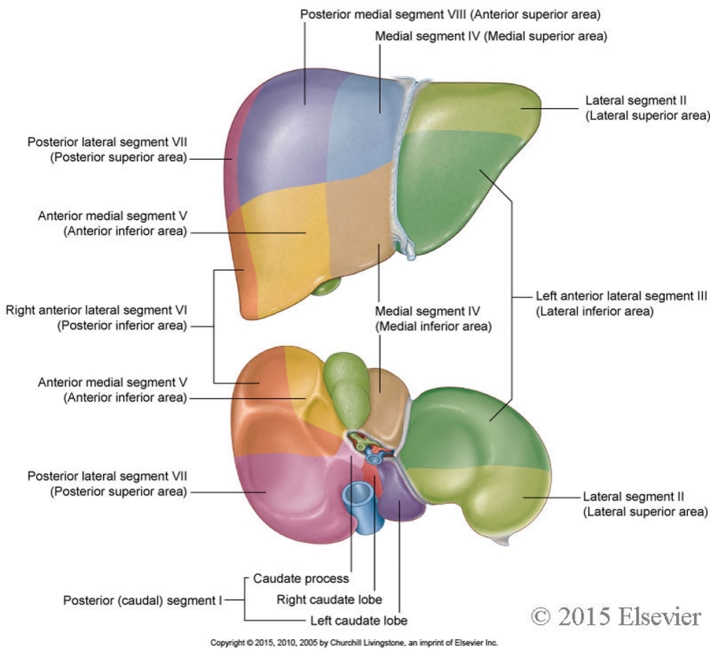 Posterior medial segment VIII (Anterior superior area)
Medial segment IV (Medial superior area)
Lateral segment II
(Lateral superior area)
Posterior lateral segment VII
(Posterior superior area)
Anterior medial segment V
(Anterior inferior area)
Right anterior lateral segment VI
(Posterior inferior area)
Medial segment IV
(Medial inferior area)
Left anterior lateral segment III
(Lateral inferior area)
Anterior medial segment V
(Anterior inferior area)
Posterior lateral segment VII
(Posterior superior area)
Lateral segment II
(Lateral superior area)
Caudate process
Posterior (caudal) segment I
Right caudate lobe
Left caudate lobe
© 2015 Elsevier
Copyright © 2015, 2010, 2005 by Churchill Livingstone, an imprint of Elsevier Inc.